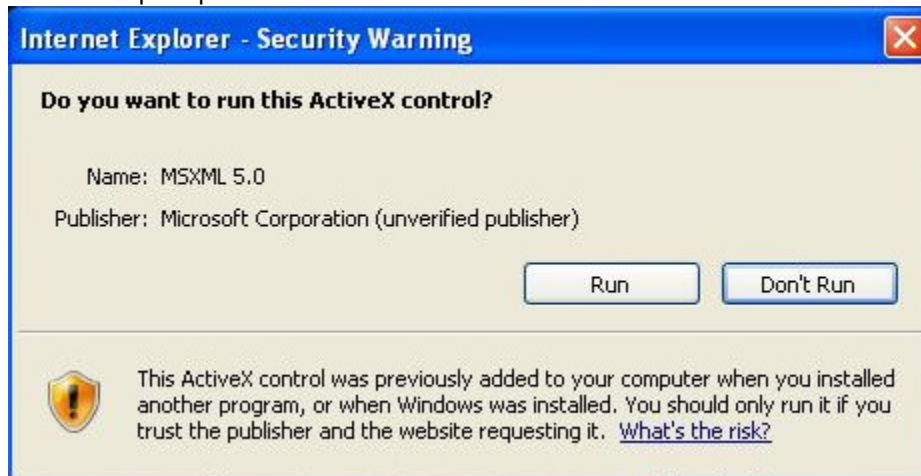 Internet Explorer - Security Warning
Do you want to run this ActiveX control?
Name: MSXML 5.0
Publisher: Microsoft Corporation (unverified publisher)
Run Don't Run
This ActiveX control was previously added to your computer when you installed
another program, or when Windows was installed. You should only run it if you
trust the publisher and the website requesting it. What's the risk?